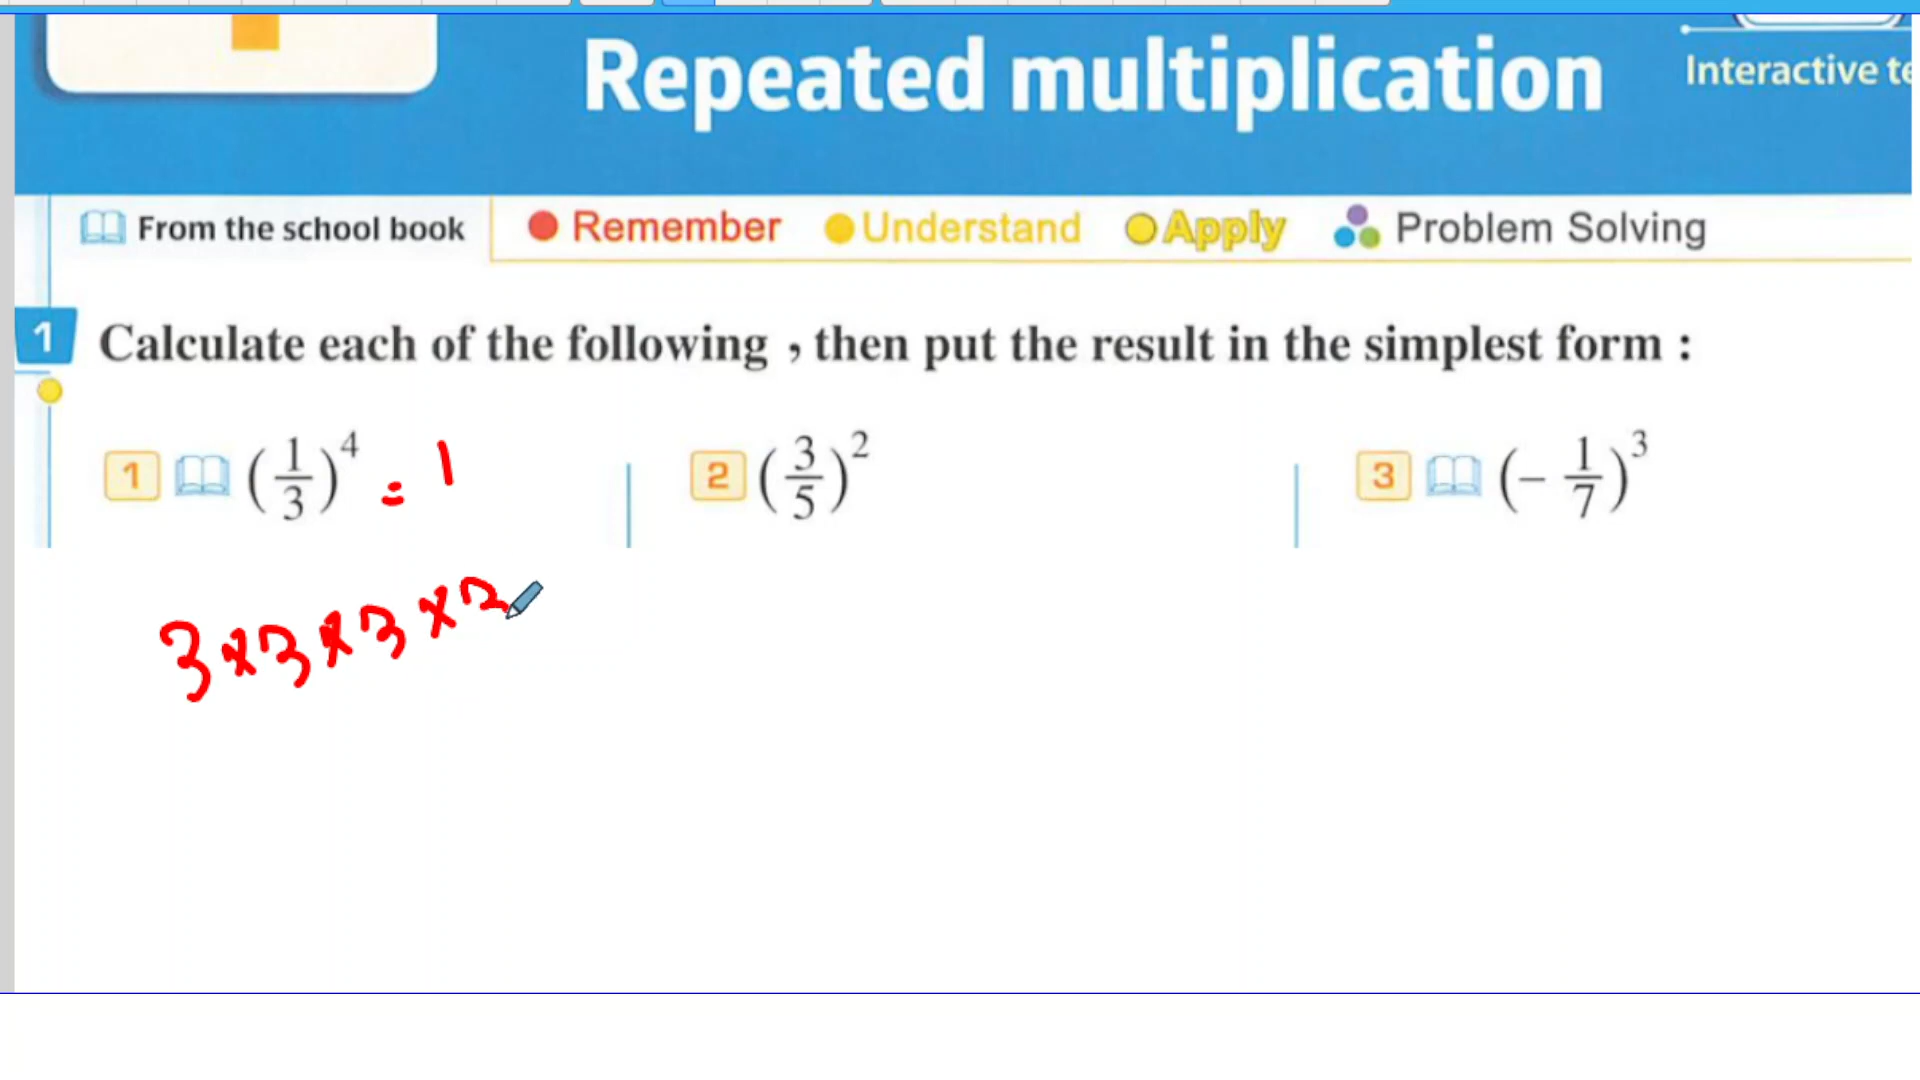 Repeated multiplication
Interactive te
From the school book Remember Understand Apply Problem Solving
1 Calculate each of the following , then put the result in the simplest form :
1 (1/3)^4 = 1
2 (3/5)^2
3 (- 1/7)^3
3 × 3 × 3 × 3